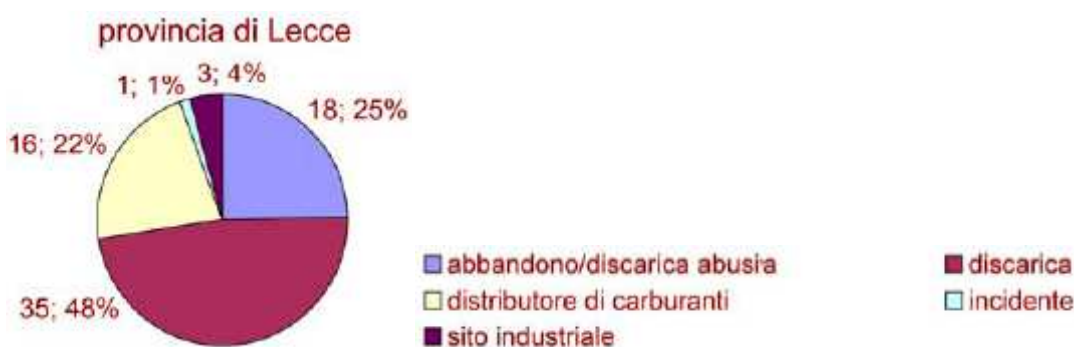 provincia di Lecce
1; 1%
3; 4%
18; 25%
16; 22%
35; 48%
abbandono/discarica abusia
discarica
distributore di carburanti
incidente
sito industriale